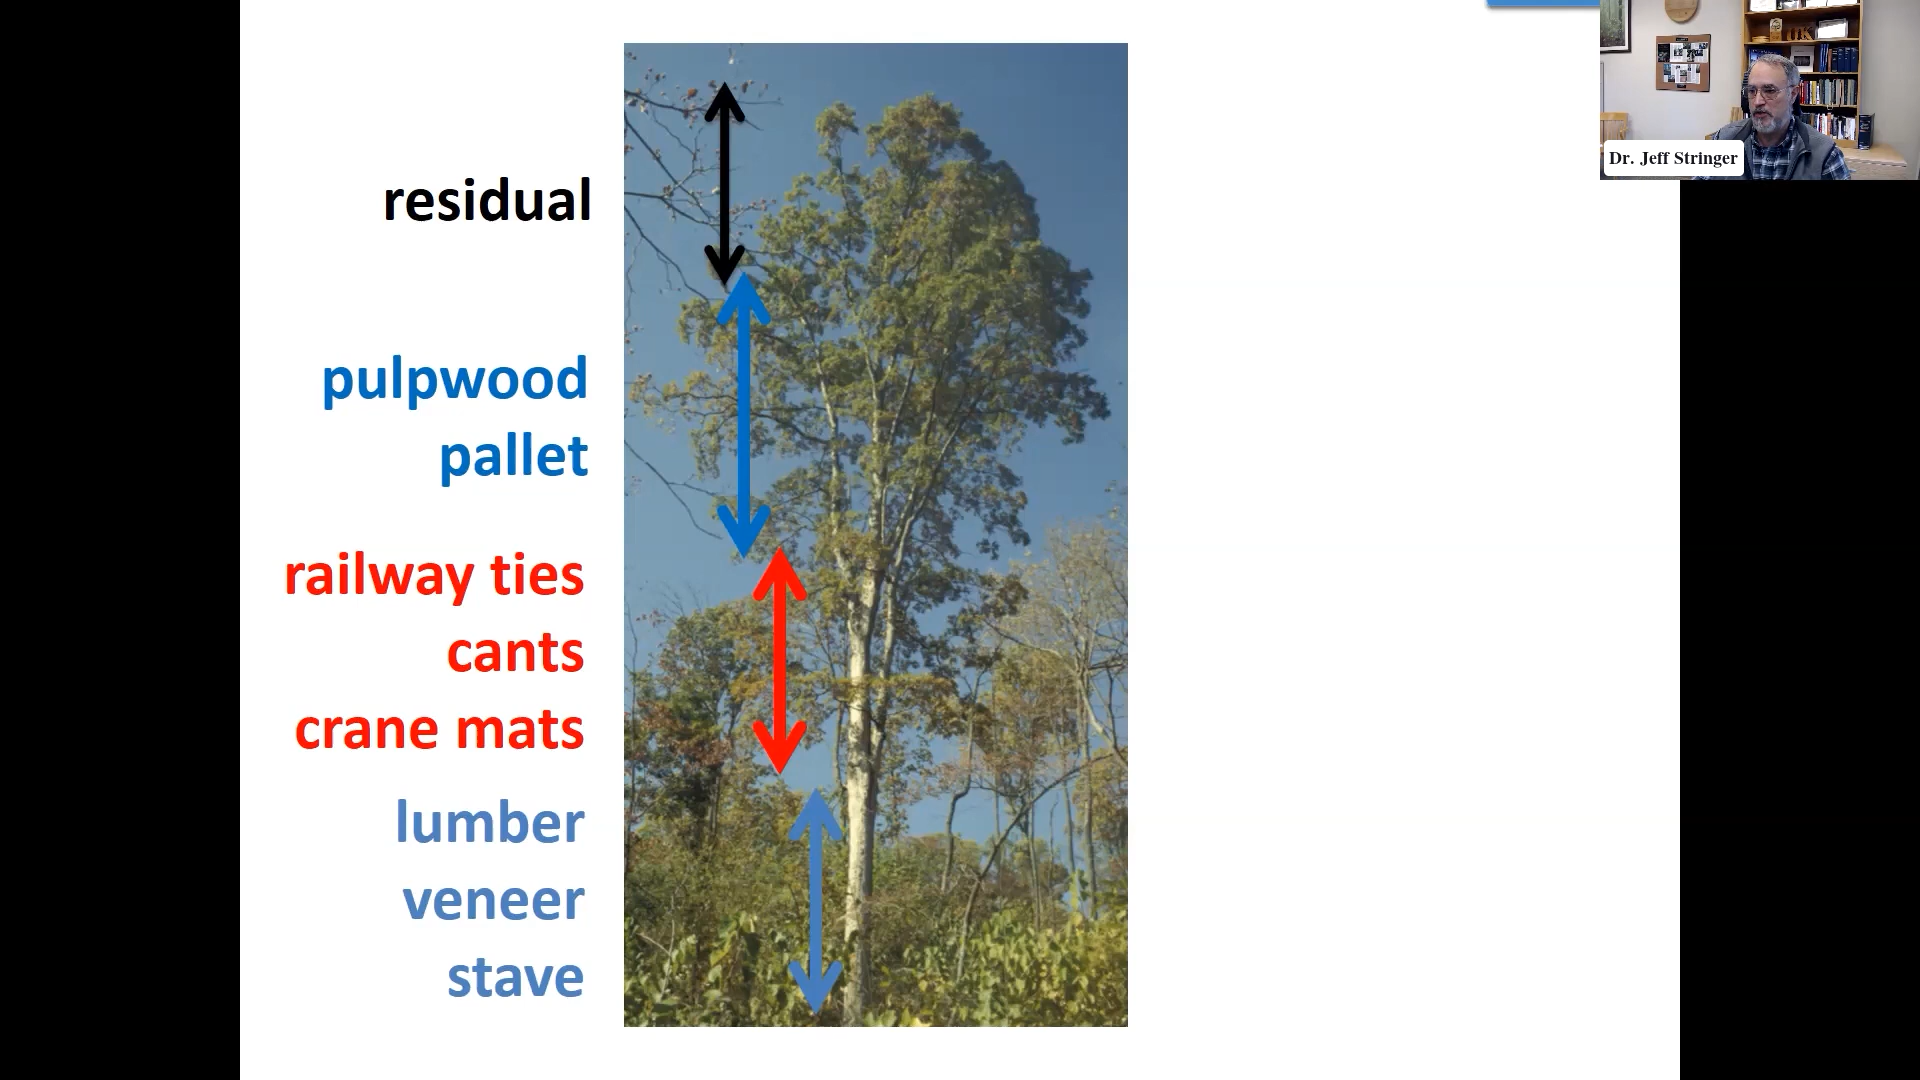 Dr. Jeff Stringer
residual
pulpwood
pallet
railway ties
cants
crane mats
lumber
veneer
stave